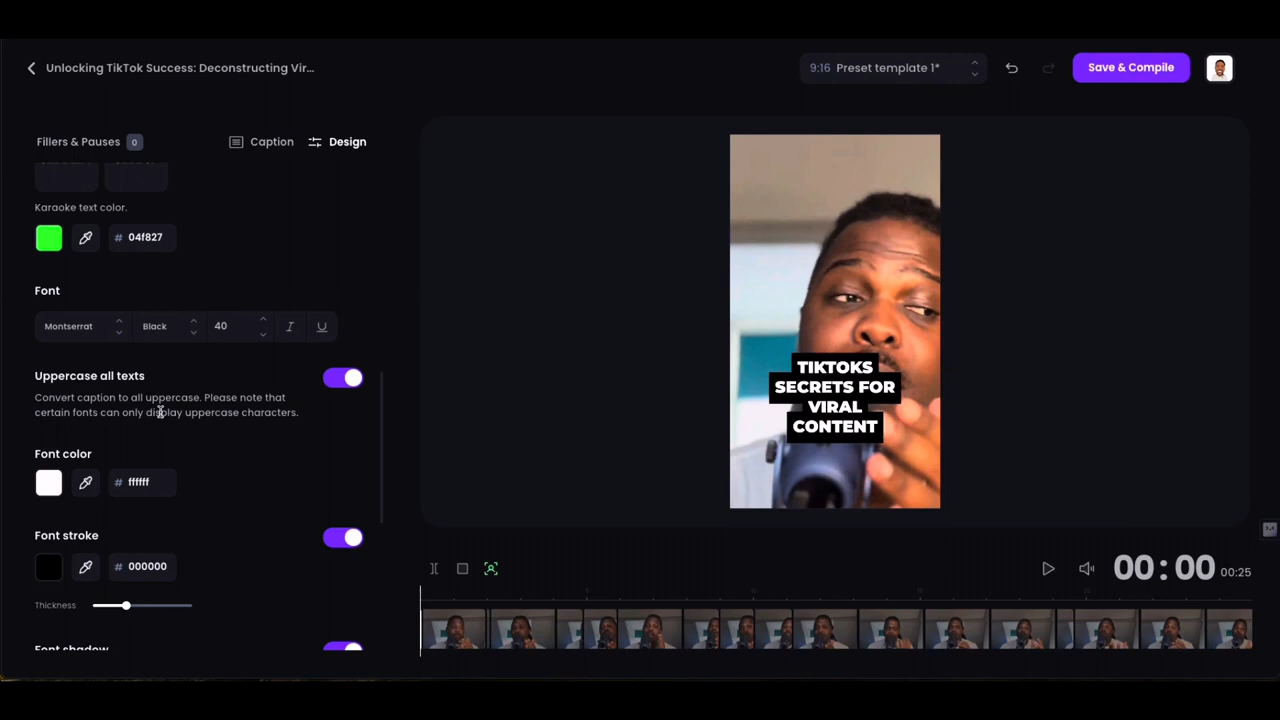 Unlocking TikTok Success: Deconstructing Vir...
9:16 Preset template 1*
Save & Compile
Fillers & Pauses 0
Caption
Design
Karaoke text color.
# 04f827
Font
Montserrat
Black
40
I
U
Uppercase all texts
Convert caption to all uppercase. Please note that
certain fonts can only display uppercase characters.
Font color
# ffffff
Font stroke
# 000000
Thickness
Font shadow
TIKTOKS
SECRETS FOR
VIRAL
CONTENT
00:00 00:25